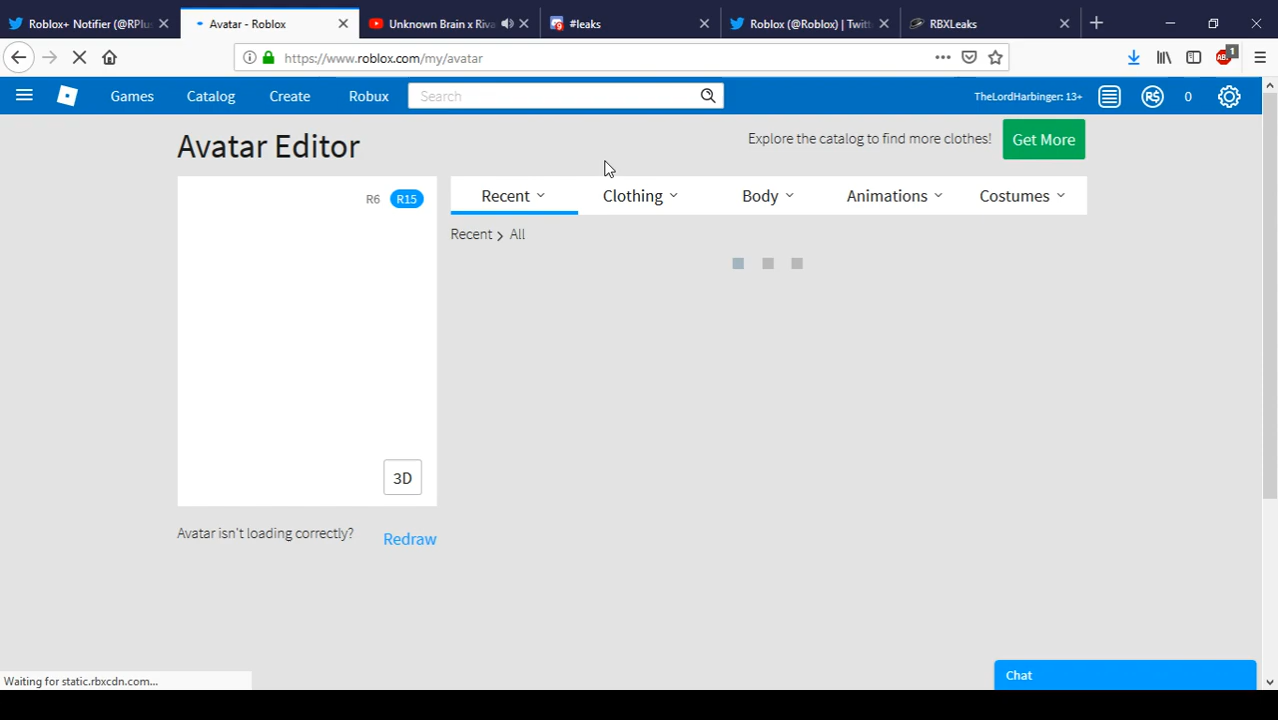 Roblox+ Notifier (@RPlus
Avatar - Roblox
Unknown Brain x Riva
#leaks
Roblox (@Roblox) | Twitt
RBXLeaks
https://www.roblox.com/my/avatar
1
Games
Catalog
Create
Robux
Search
TheLordHarbinger: 13+
R$
0
Avatar Editor
Explore the catalog to find more clothes!
Get More
R6
R15
Recent
Clothing
Body
Animations
Costumes
Recent > All
3D
Avatar isn't loading correctly?
Redraw
Waiting for static.rbxcdn.com...
Chat